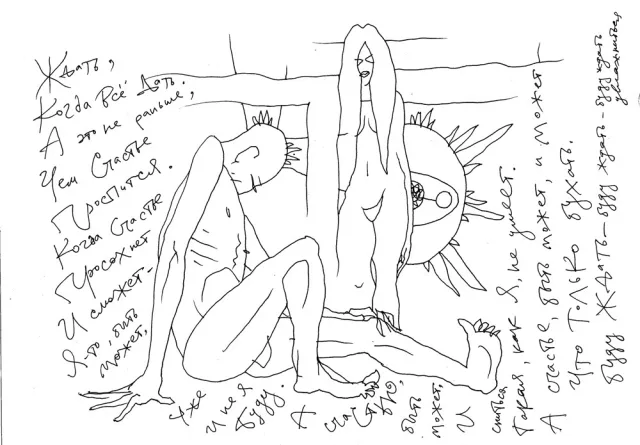 Ждать,
Когда всё дать.
А это не раньше,
Чем Счастье
Проспится.
Когда Счастье
Просохнет
И сможет –
Я-то, быть
может,
Уже
И не я
Буду.
А
Счастью,
быть
может,
И
сниться
Такая, как я, не умеет.
А счастье, быть может, и может
Что только бухать.
Буду ждать – буду ждать – буду ждать